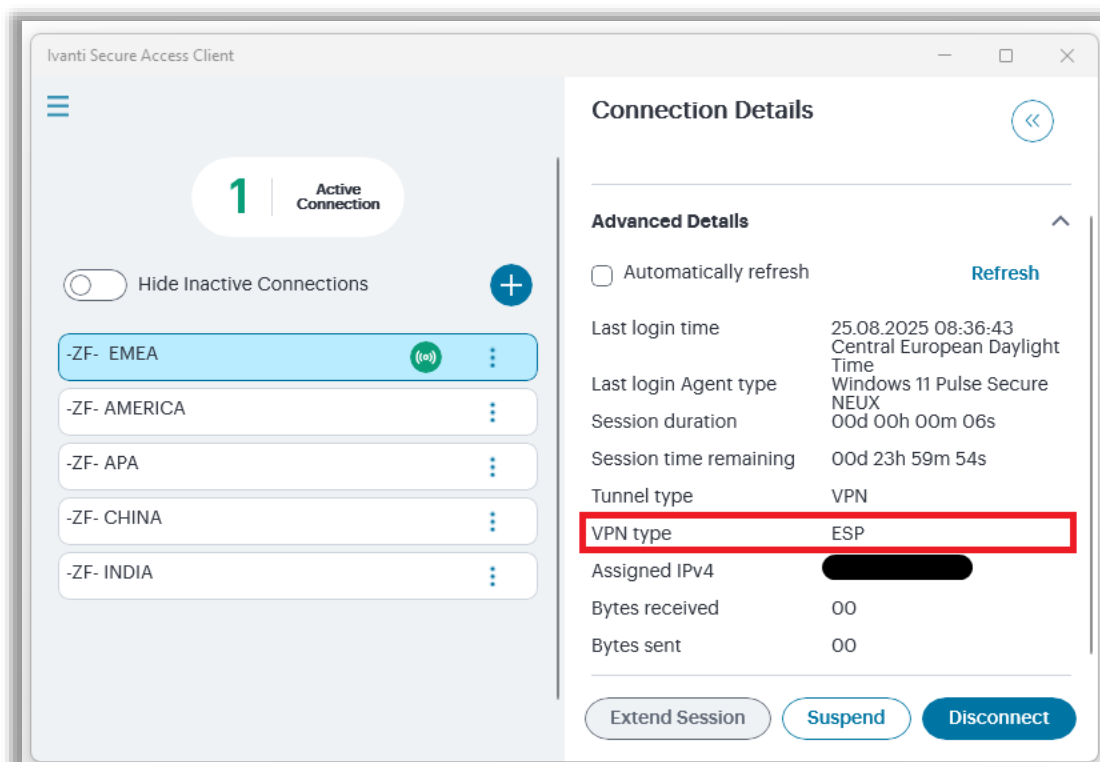 Ivanti Secure Access Client
1
Active
Connection
Hide Inactive Connections
-ZF- EMEA
-ZF- AMERICA
-ZF- APA
-ZF- CHINA
-ZF- INDIA
Connection Details
Advanced Details
Automatically refresh
Refresh
Last login time
25.08.2025 08:36:43
Central European Daylight
Time
Last login Agent type
Windows 11 Pulse Secure
NEUX
Session duration
00d 00h 00m 06s
Session time remaining
00d 23h 59m 54s
Tunnel type
VPN
VPN type
ESP
Assigned IPv4
Bytes received
00
Bytes sent
00
Extend Session
Suspend
Disconnect